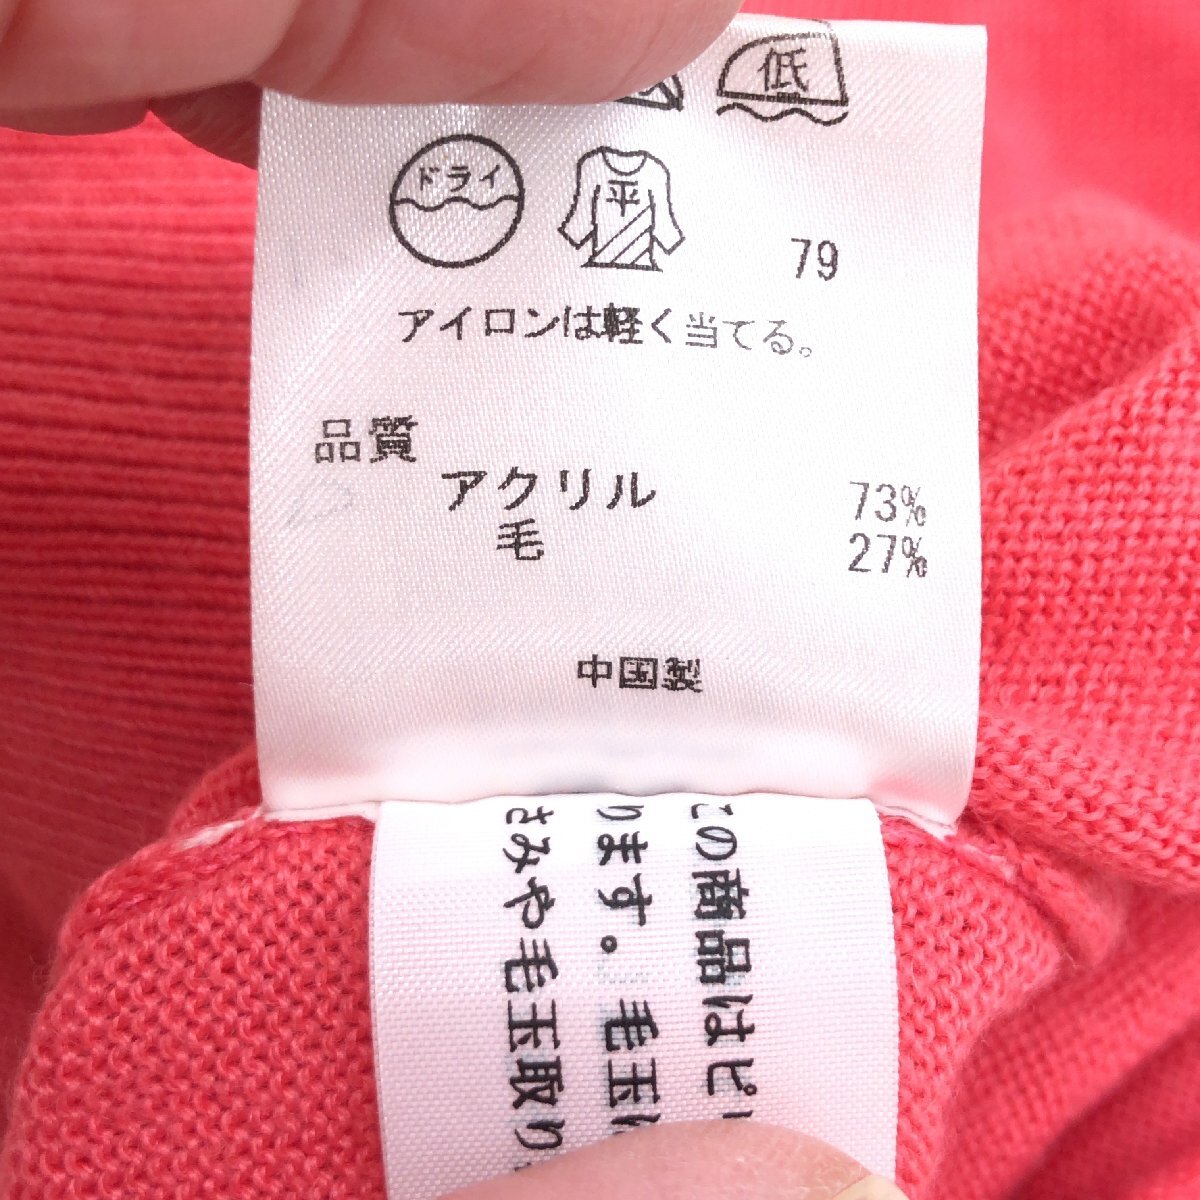 低
ドライ
平
79
アイロンは軽く当てる。
品質
アクリル 73%
毛 27%
中国製
この商品はピ
ります。毛玉に
さみや毛玉取り